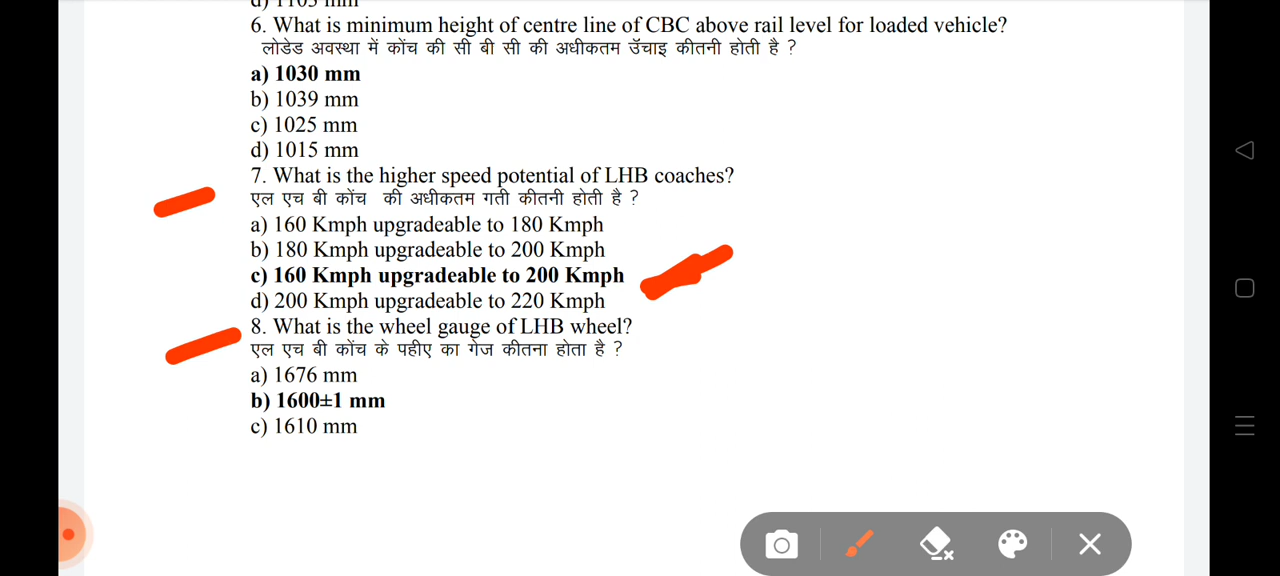 6. What is minimum height of centre line of CBC above rail level for loaded vehicle?
लोडेड अवस्था में कोंच की सी बी सी की अधीकतम उॅचाइ कीतनी होती है ?
a) 1030 mm
b) 1039 mm
c) 1025 mm
d) 1015 mm
7. What is the higher speed potential of LHB coaches?
एल एच बी कोंच की अधीकतम गती कीतनी होती है ?
a) 160 Kmph upgradeable to 180 Kmph
b) 180 Kmph upgradeable to 200 Kmph
c) 160 Kmph upgradeable to 200 Kmph
d) 200 Kmph upgradeable to 220 Kmph
8. What is the wheel gauge of LHB wheel?
एल एच बी कोंच के पहीए का गेज कीतना होता है ?
a) 1676 mm
b) 1600±1 mm
c) 1610 mm